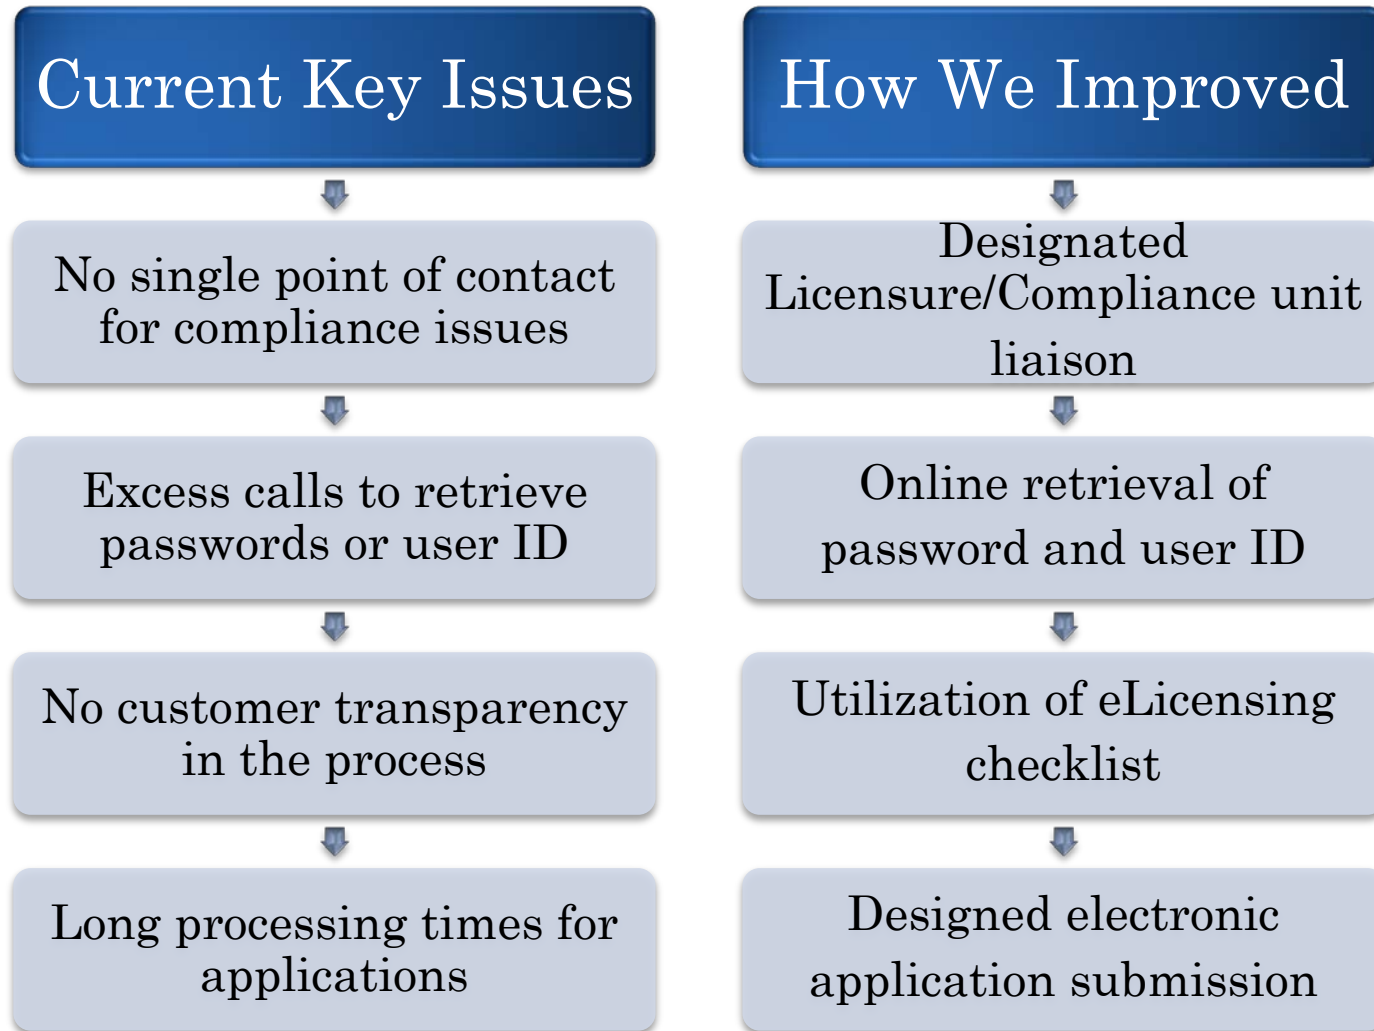 Current Key Issues
No single point of contact
for compliance issues
Excess calls to retrieve
passwords or user ID
No customer transparency
in the process
Long processing times for
applications
How We Improved
Designated
Licensure/Compliance unit
liaison
Online retrieval of
password and user ID
Utilization of eLicensing
checklist
Designed electronic
application submission